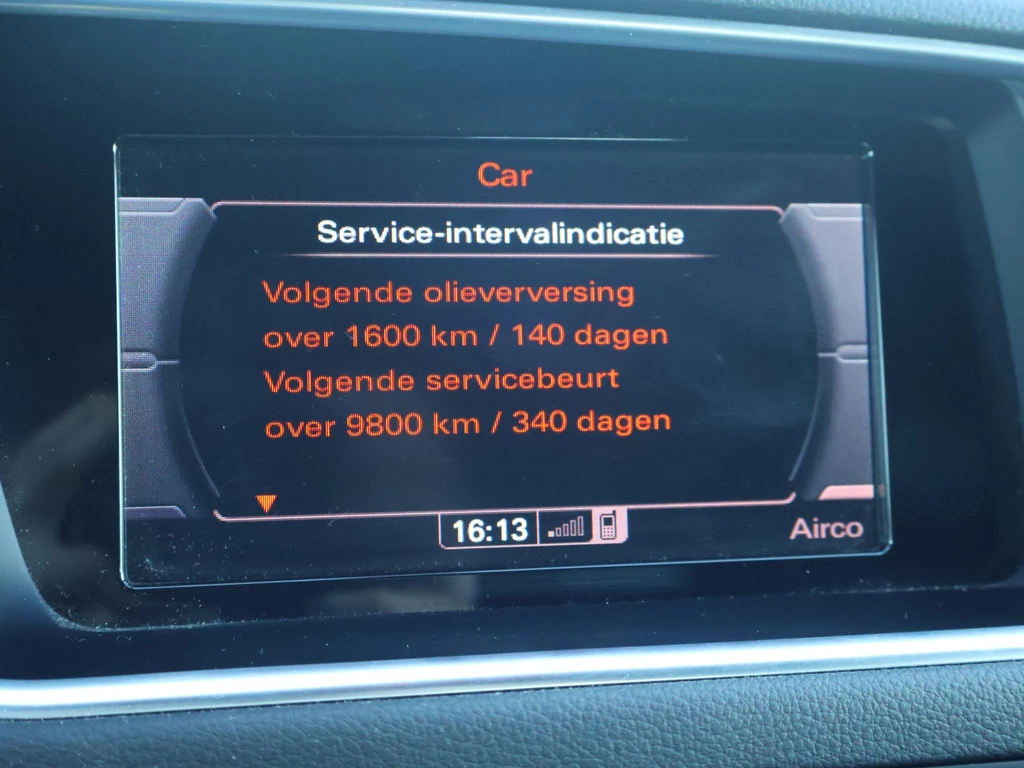 Car
Service-intervalindicatie
Volgende olieverversing
over 1600 km / 140 dagen
Volgende servicebeurt
over 9800 km / 340 dagen
16:13
Airco